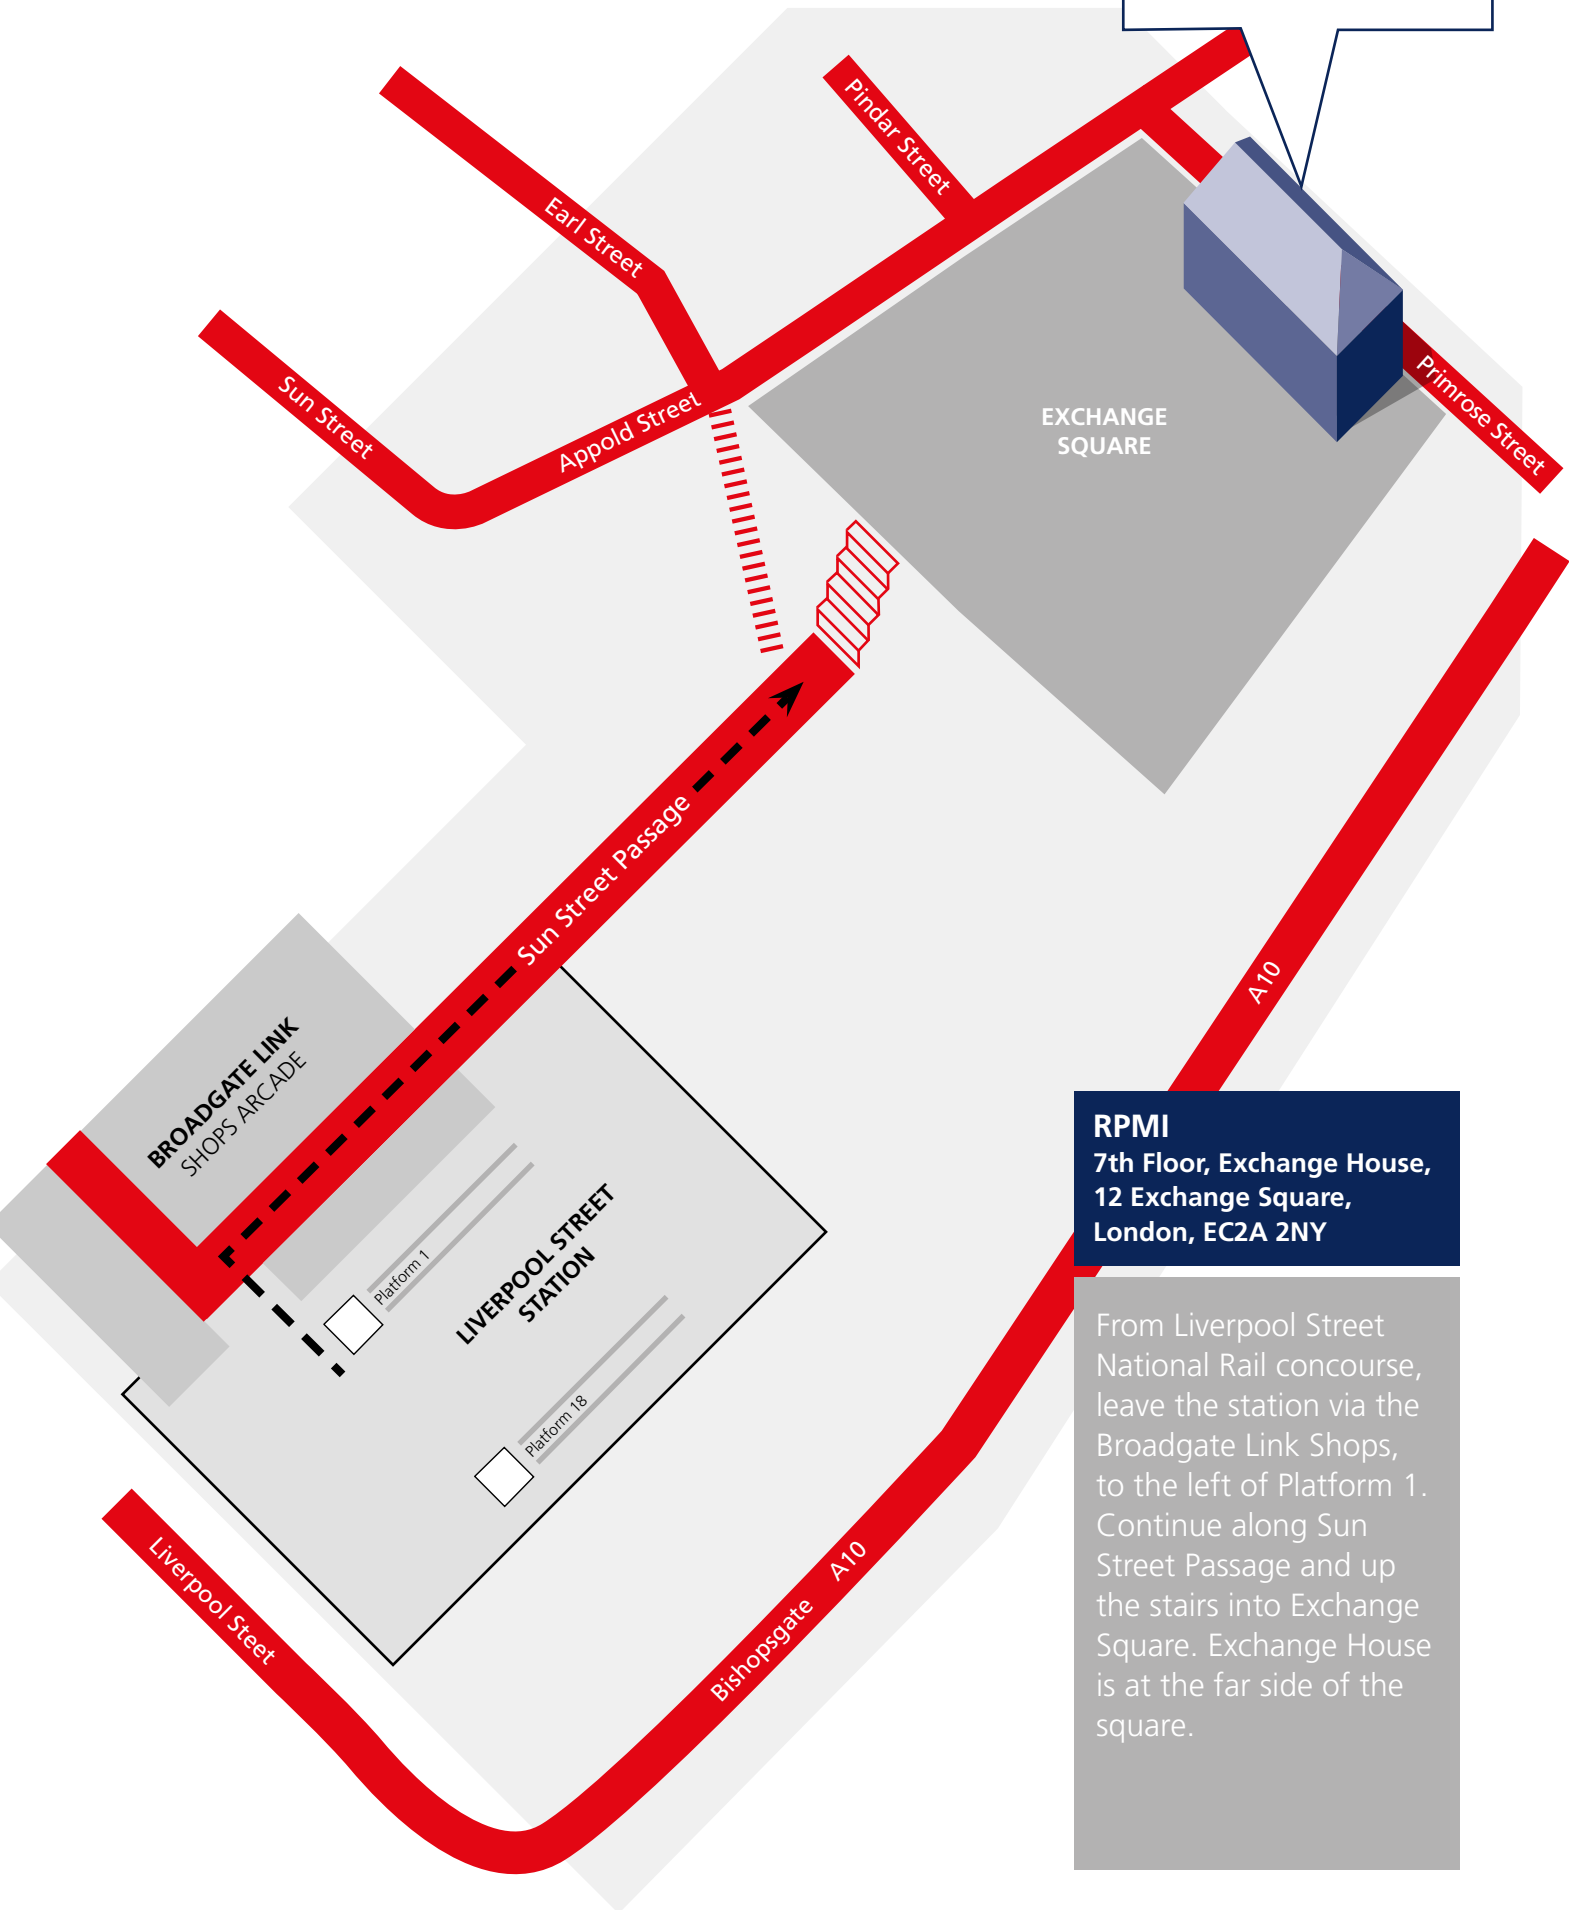 Pindar Street
Earl Street
Sun Street
Appold Street
EXCHANGE
SQUARE
Primrose Street
Sun Street Passage
A10
BROADGATE LINK
SHOPS ARCADE
Platform 1
LIVERPOOL STREET
STATION
Platform 18
Liverpool Steet
Bishopsgate
A10
RPMI
7th Floor, Exchange House,
12 Exchange Square,
London, EC2A 2NY
From Liverpool Street
National Rail concourse,
leave the station via the
Broadgate Link Shops,
to the left of Platform 1.
Continue along Sun
Street Passage and up
the stairs into Exchange
Square. Exchange House
is at the far side of the
square.